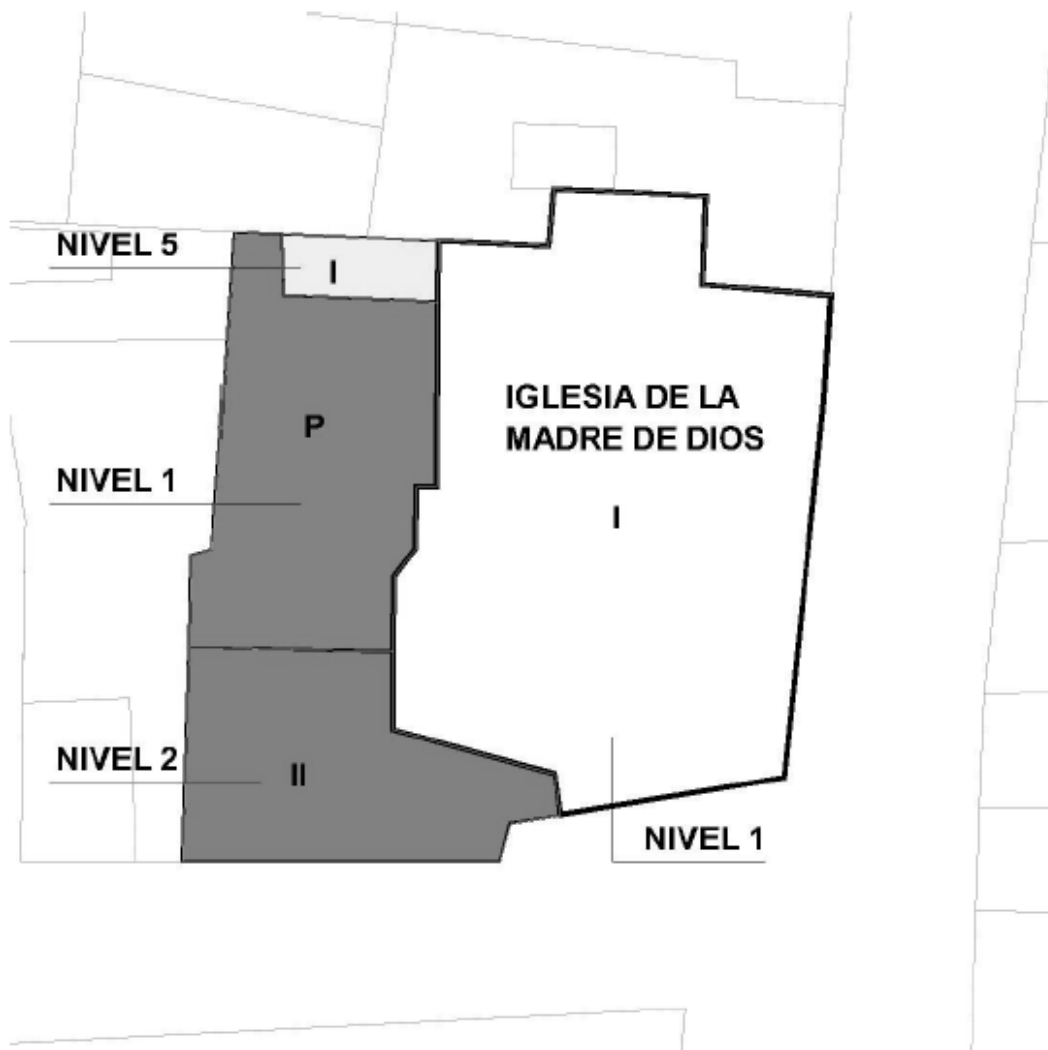 NIVEL 5
I
IGLESIA DE LA
MADRE DE DIOS
P
NIVEL 1
I
NIVEL 2
II
NIVEL 1